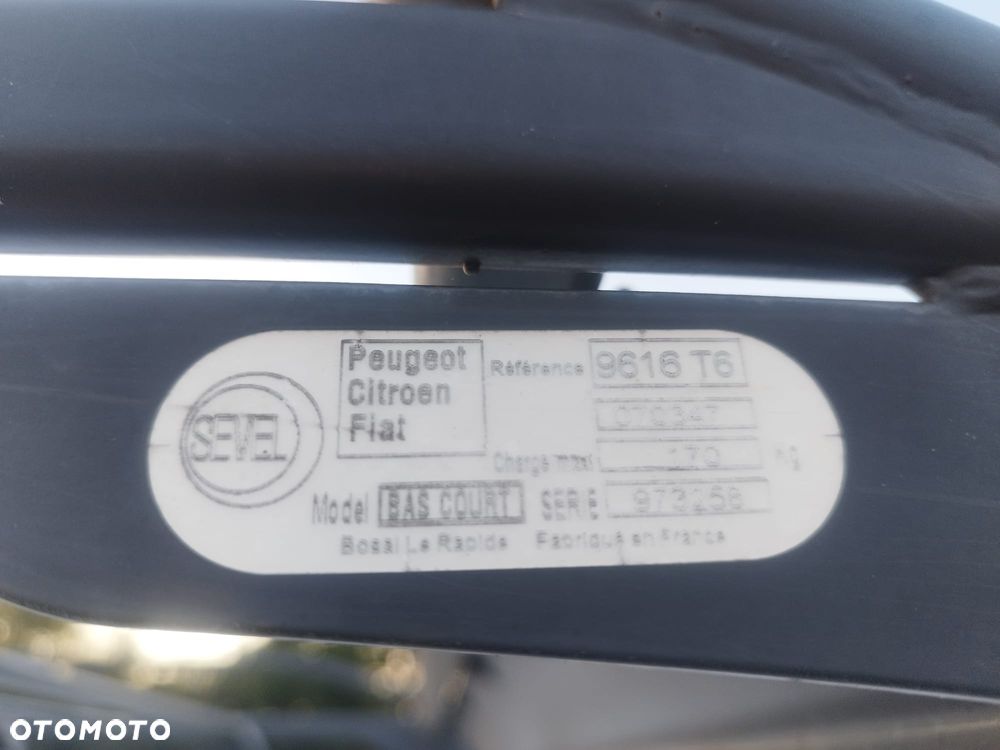 SEVEL
Peugeot
Citroen
Fiat
Référence 9616 T6
070347
Charge maxi 170 kg
Model BAS COURT SERIE 973258
Bosal Le Rapide Fabriqué en France
OTOMOTO